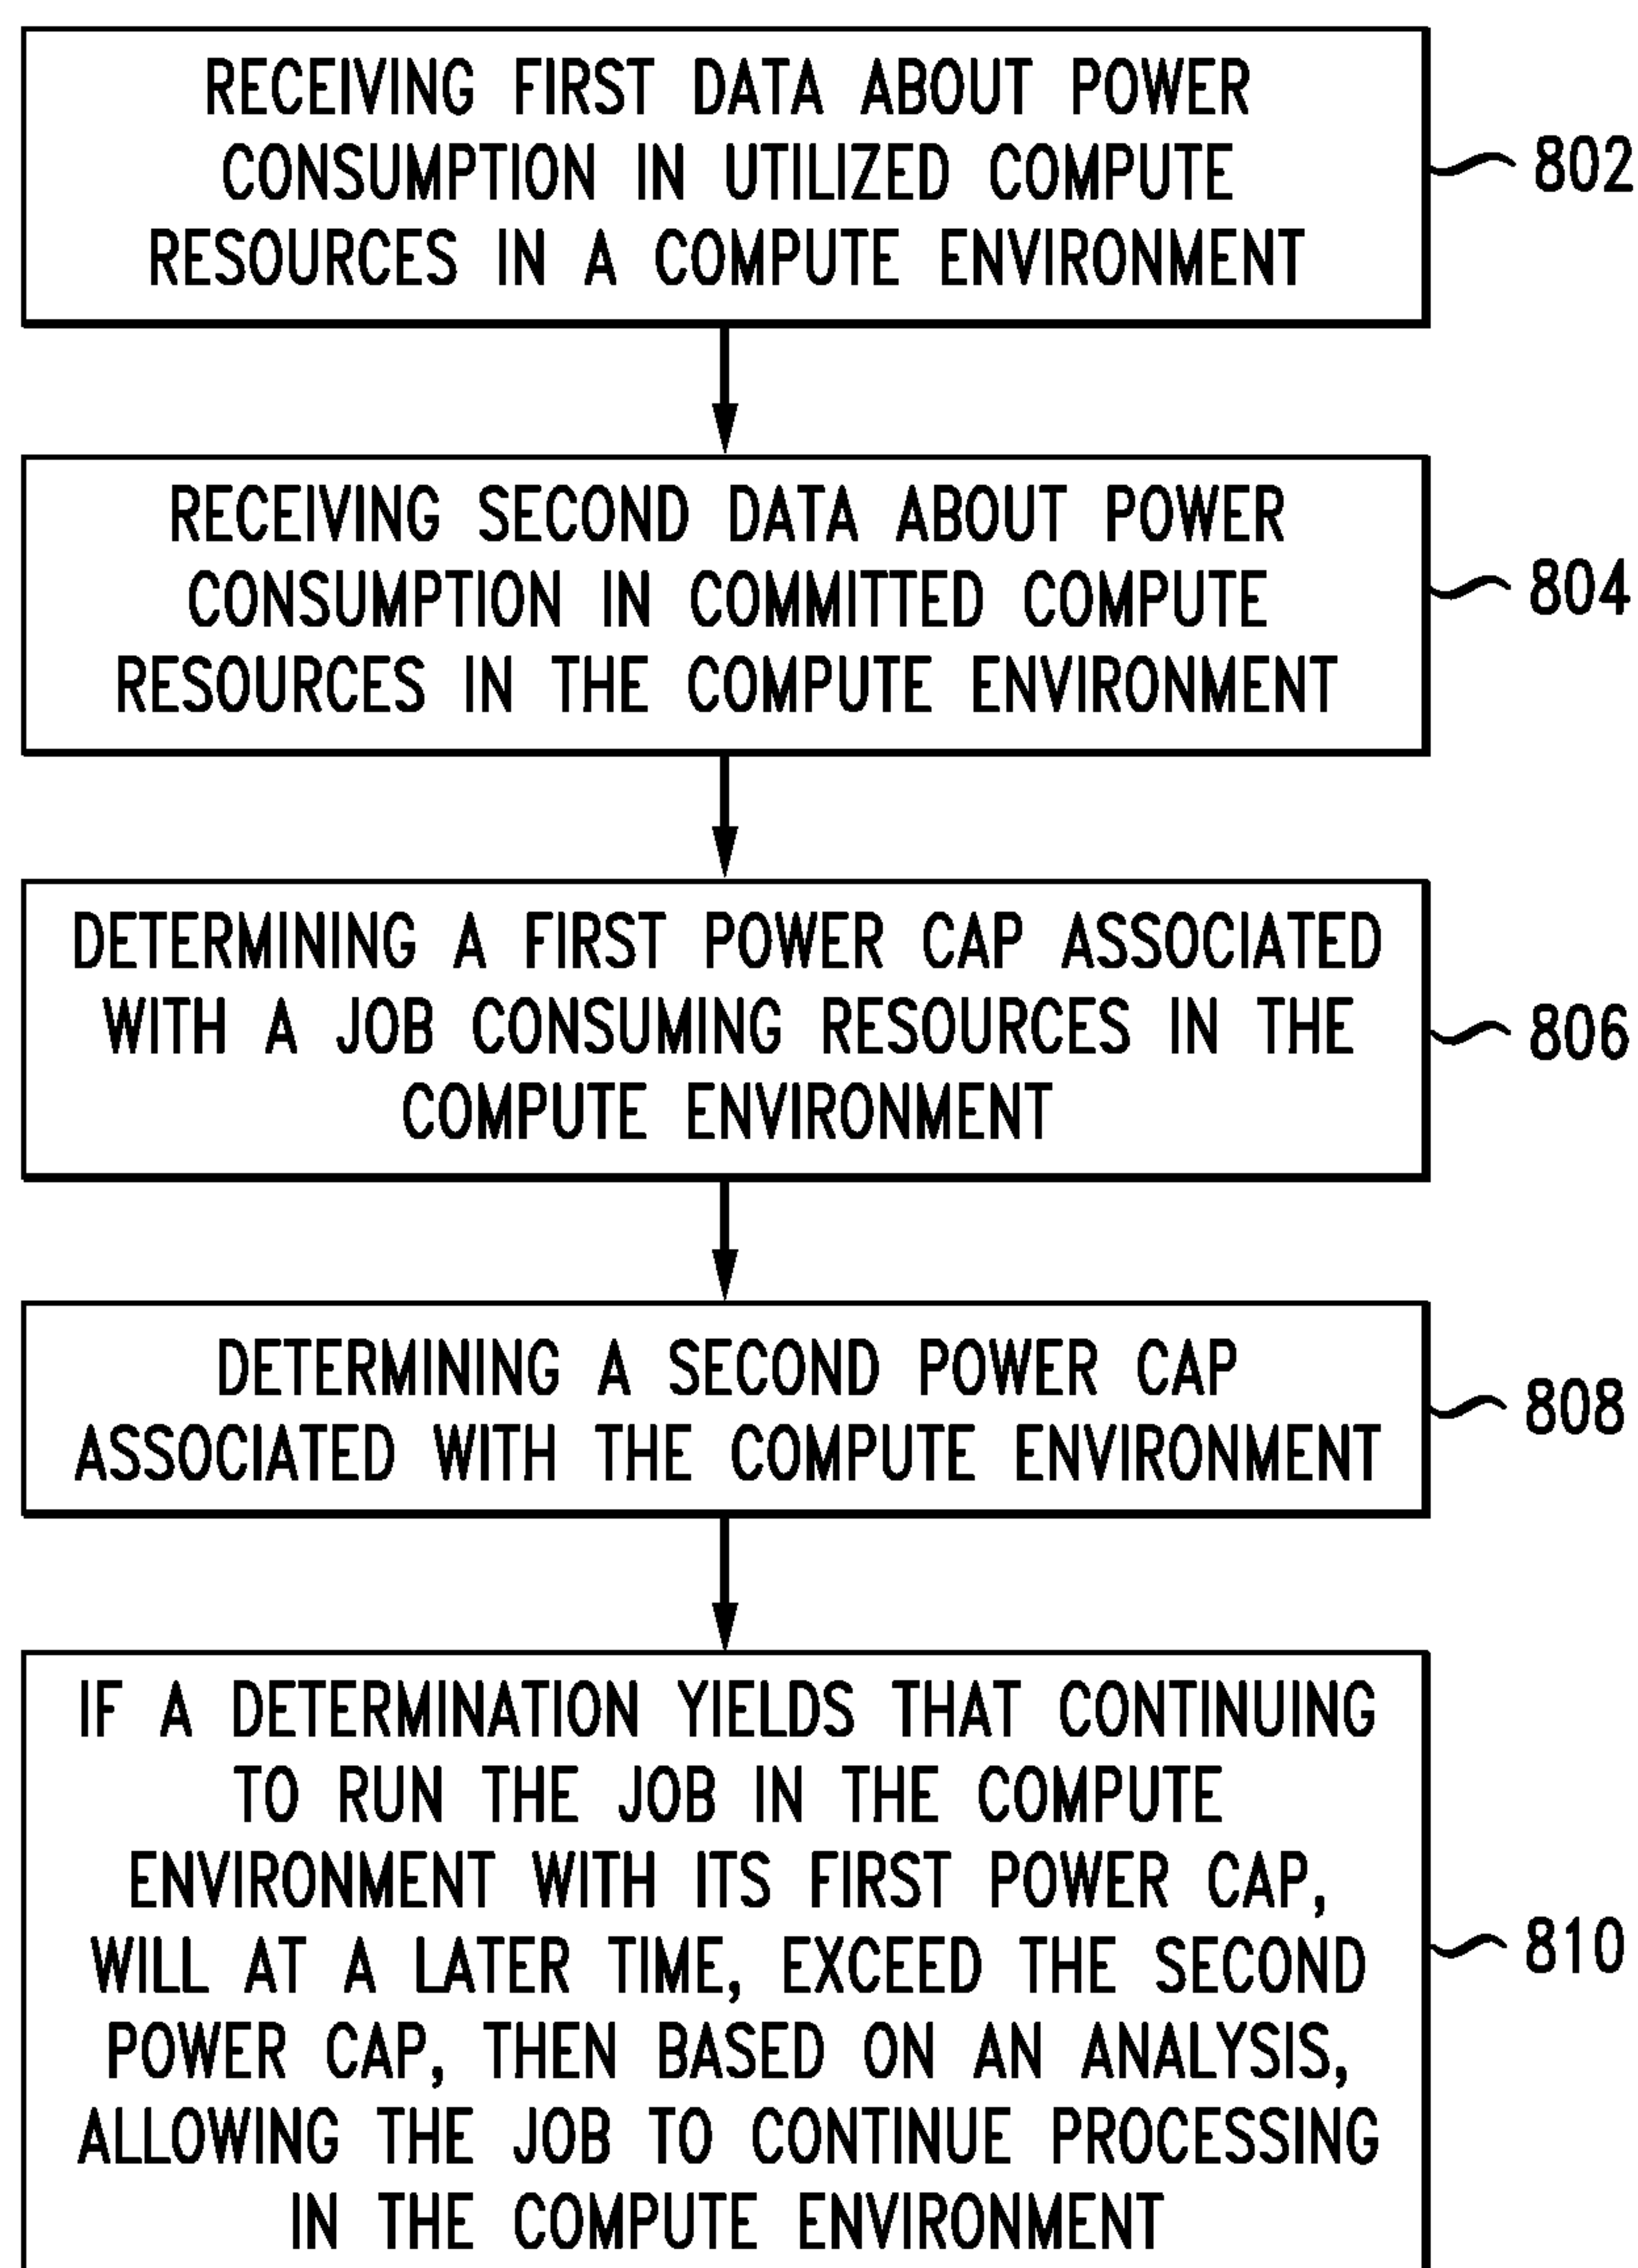 RECEIVING FIRST DATA ABOUT POWER
CONSUMPTION IN UTILIZED COMPUTE
RESOURCES IN A COMPUTE ENVIRONMENT
802
RECEIVING SECOND DATA ABOUT POWER
CONSUMPTION IN COMMITTED COMPUTE
RESOURCES IN THE COMPUTE ENVIRONMENT
804
DETERMINING A FIRST POWER CAP ASSOCIATED
WITH A JOB CONSUMING RESOURCES IN THE
COMPUTE ENVIRONMENT
806
DETERMINING A SECOND POWER CAP
ASSOCIATED WITH THE COMPUTE ENVIRONMENT
808
IF A DETERMINATION YIELDS THAT CONTINUING
TO RUN THE JOB IN THE COMPUTE
ENVIRONMENT WITH ITS FIRST POWER CAP,
WILL AT A LATER TIME, EXCEED THE SECOND
POWER CAP, THEN BASED ON AN ANALYSIS,
ALLOWING THE JOB TO CONTINUE PROCESSING
IN THE COMPUTE ENVIRONMENT
810